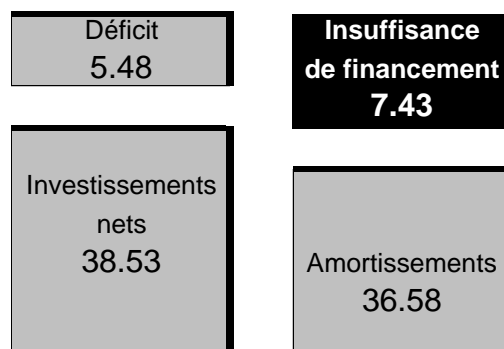 Déficit
5.48
Insuffisance
de financement
7.43
Investissements
nets
38.53
Amortissements
36.58